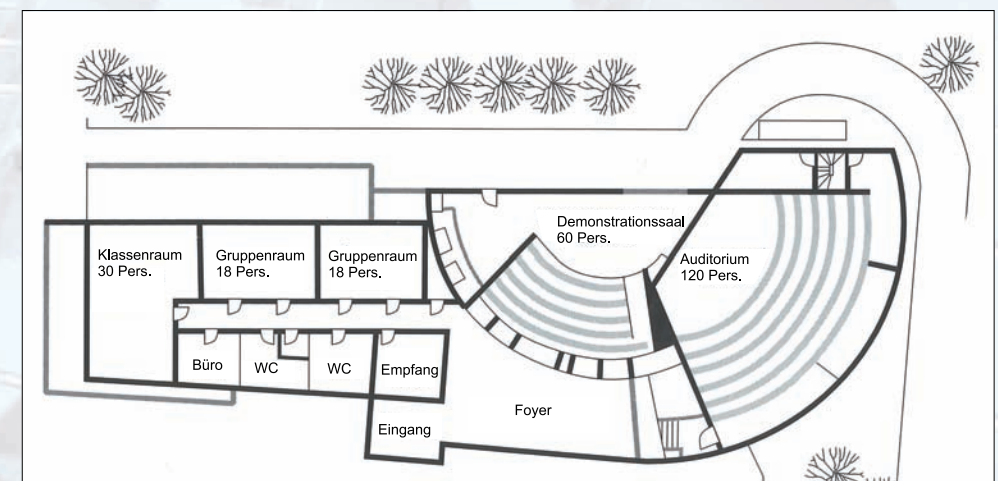 Demonstrationssaal
60 Pers.
Klassenraum
30 Pers.
Gruppenraum
18 Pers.
Gruppenraum
18 Pers.
Auditorium
120 Pers.
Büro
WC
WC
Empfang
Foyer
Eingang